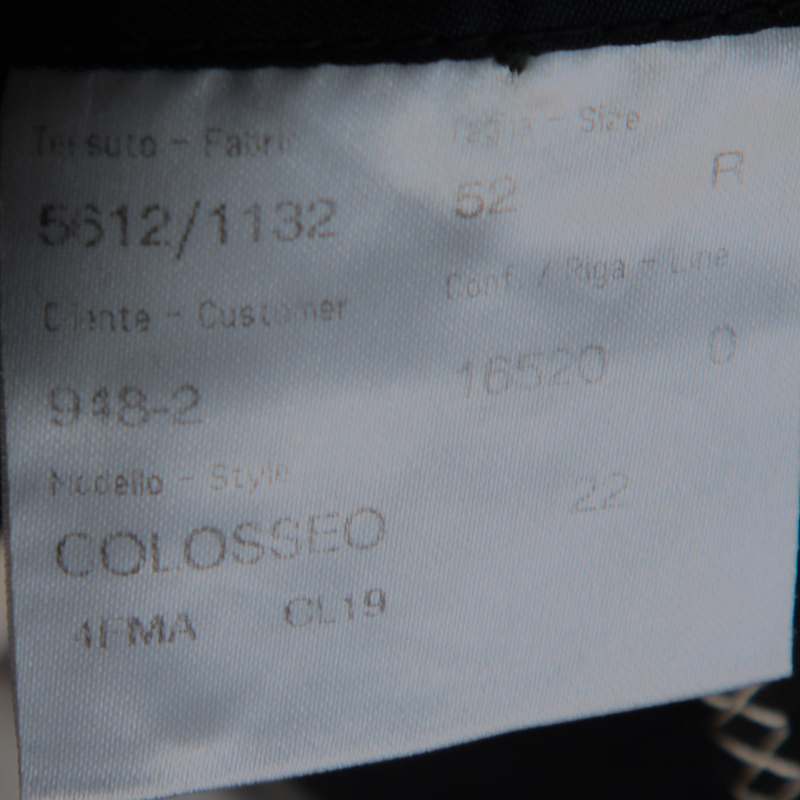 Tessuto - Fabric
Taglia - Size
5612/1132
52 R
Cliente - Customer
Conf. / Riga - Line
948-2
16520 0
Modello - Style
22
COLOSSEO
4FMA CL19